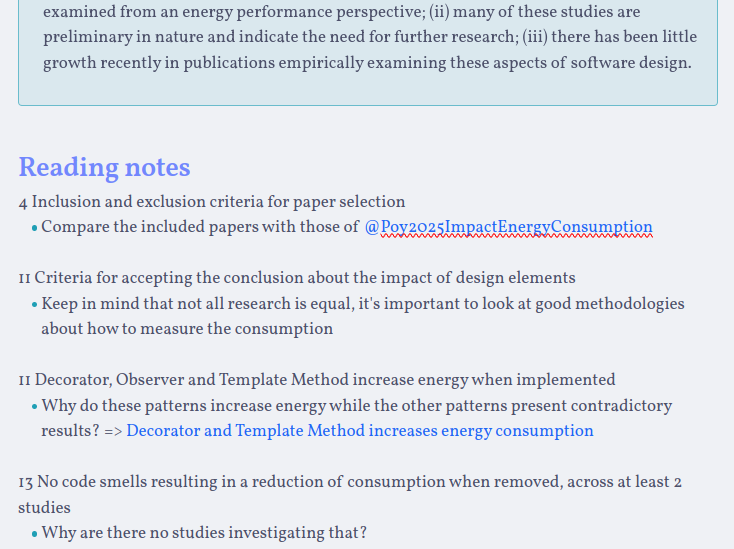 examined from an energy performance perspective; (ii) many of these studies are
preliminary in nature and indicate the need for further research; (iii) there has been little
growth recently in publications empirically examining these aspects of software design.
Reading notes
4 Inclusion and exclusion criteria for paper selection
• Compare the included papers with those of @Poy2025ImpactEnergyConsumption
11 Criteria for accepting the conclusion about the impact of design elements
• Keep in mind that not all research is equal, it's important to look at good methodologies
about how to measure the consumption
11 Decorator, Observer and Template Method increase energy when implemented
• Why do these patterns increase energy while the other patterns present contradictory
results? => Decorator and Template Method increases energy consumption
13 No code smells resulting in a reduction of consumption when removed, across at least 2
studies
• Why are there no studies investigating that?